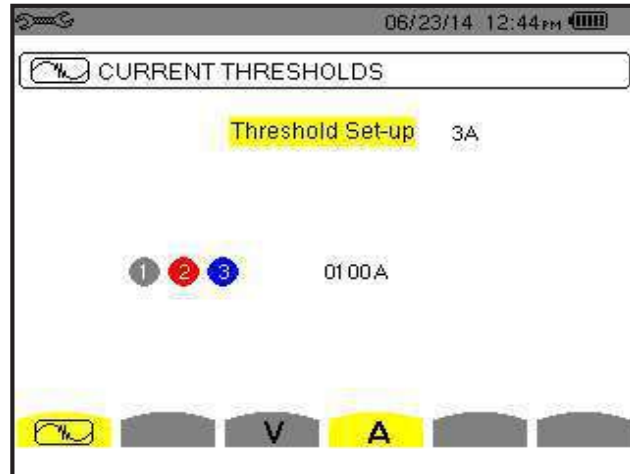 06/23/14 12:44PM
CURRENT THRESHOLDS
Threshold Set-up 3A
1 2 3 0100A
V A